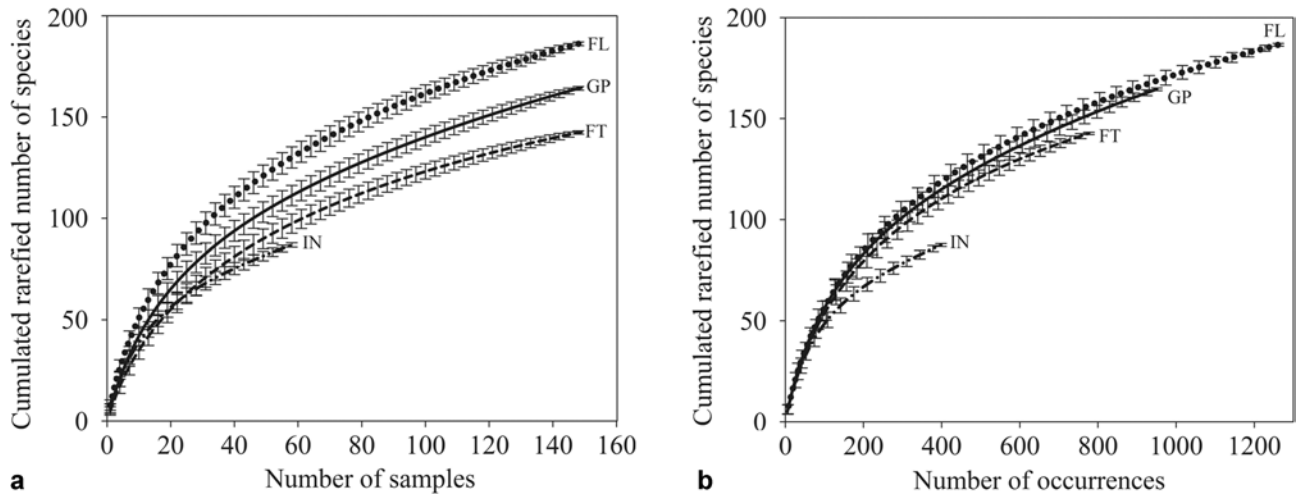 Cumulated rarefied number of species
200
150
100
50
0
FL
GP
FT
IN
0 20 40 60 80 100 120 140 160
Number of samples
a
Cumulated rarefied number of species
200
150
100
50
0
FL
GP
FT
IN
0 200 400 600 800 1000 1200
Number of occurrences
b